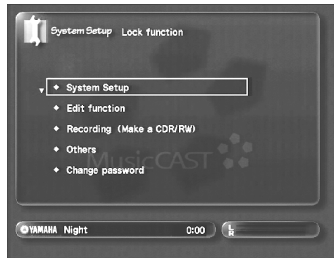 System Setup Lock function
System Setup
Edit function
Recording (Make a CDR/RW)
Others
Change password
MusicCAST
YAMAHA Night 0:00 L
R